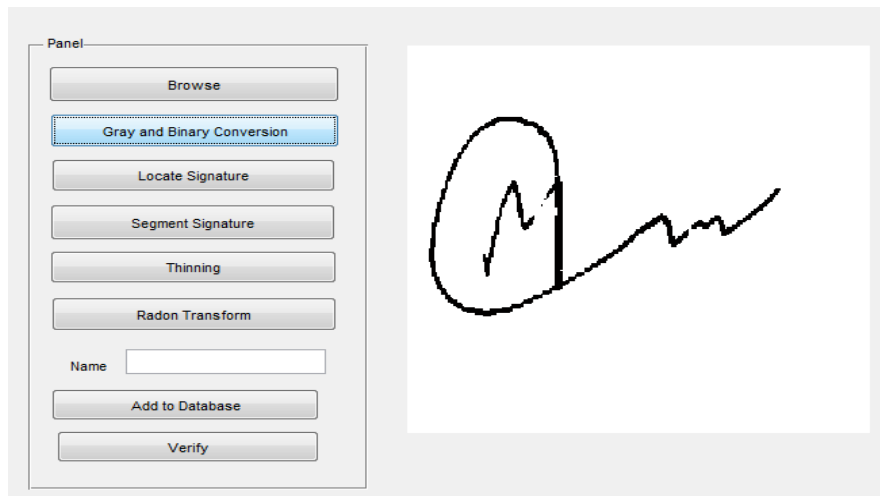 Panel
Browse
Gray and Binary Conversion
Locate Signature
Segment Signature
Thinning
Radon Transform
Name
Add to Database
Verify